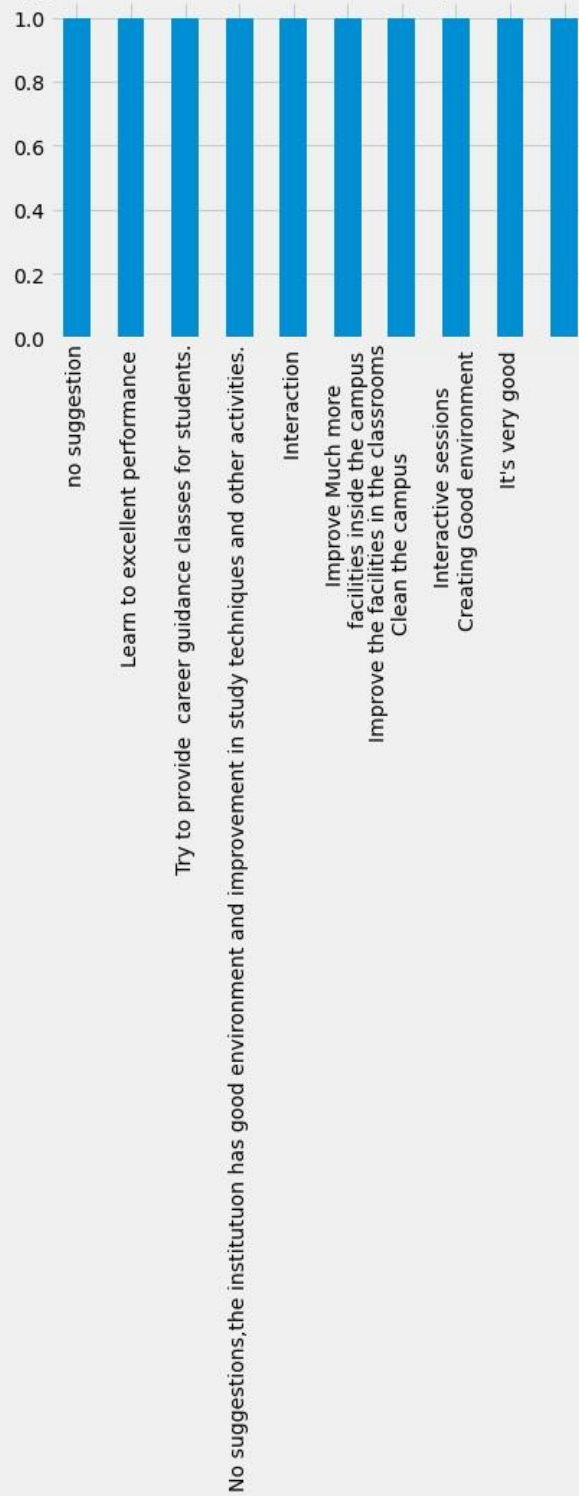 1.0
0.8
0.6
0.4
0.2
0.0
no suggestion
Learn to excellent performance
Try to provide  career guidance classes for students.
No suggestions,the institutuon has good environment and improvement in study techniques and other activities.
Interaction
Improve Much more
facilities inside the campus
Improve the facilities in the classrooms
Clean the campus
Interactive sessions
Creating Good environment
It's very good